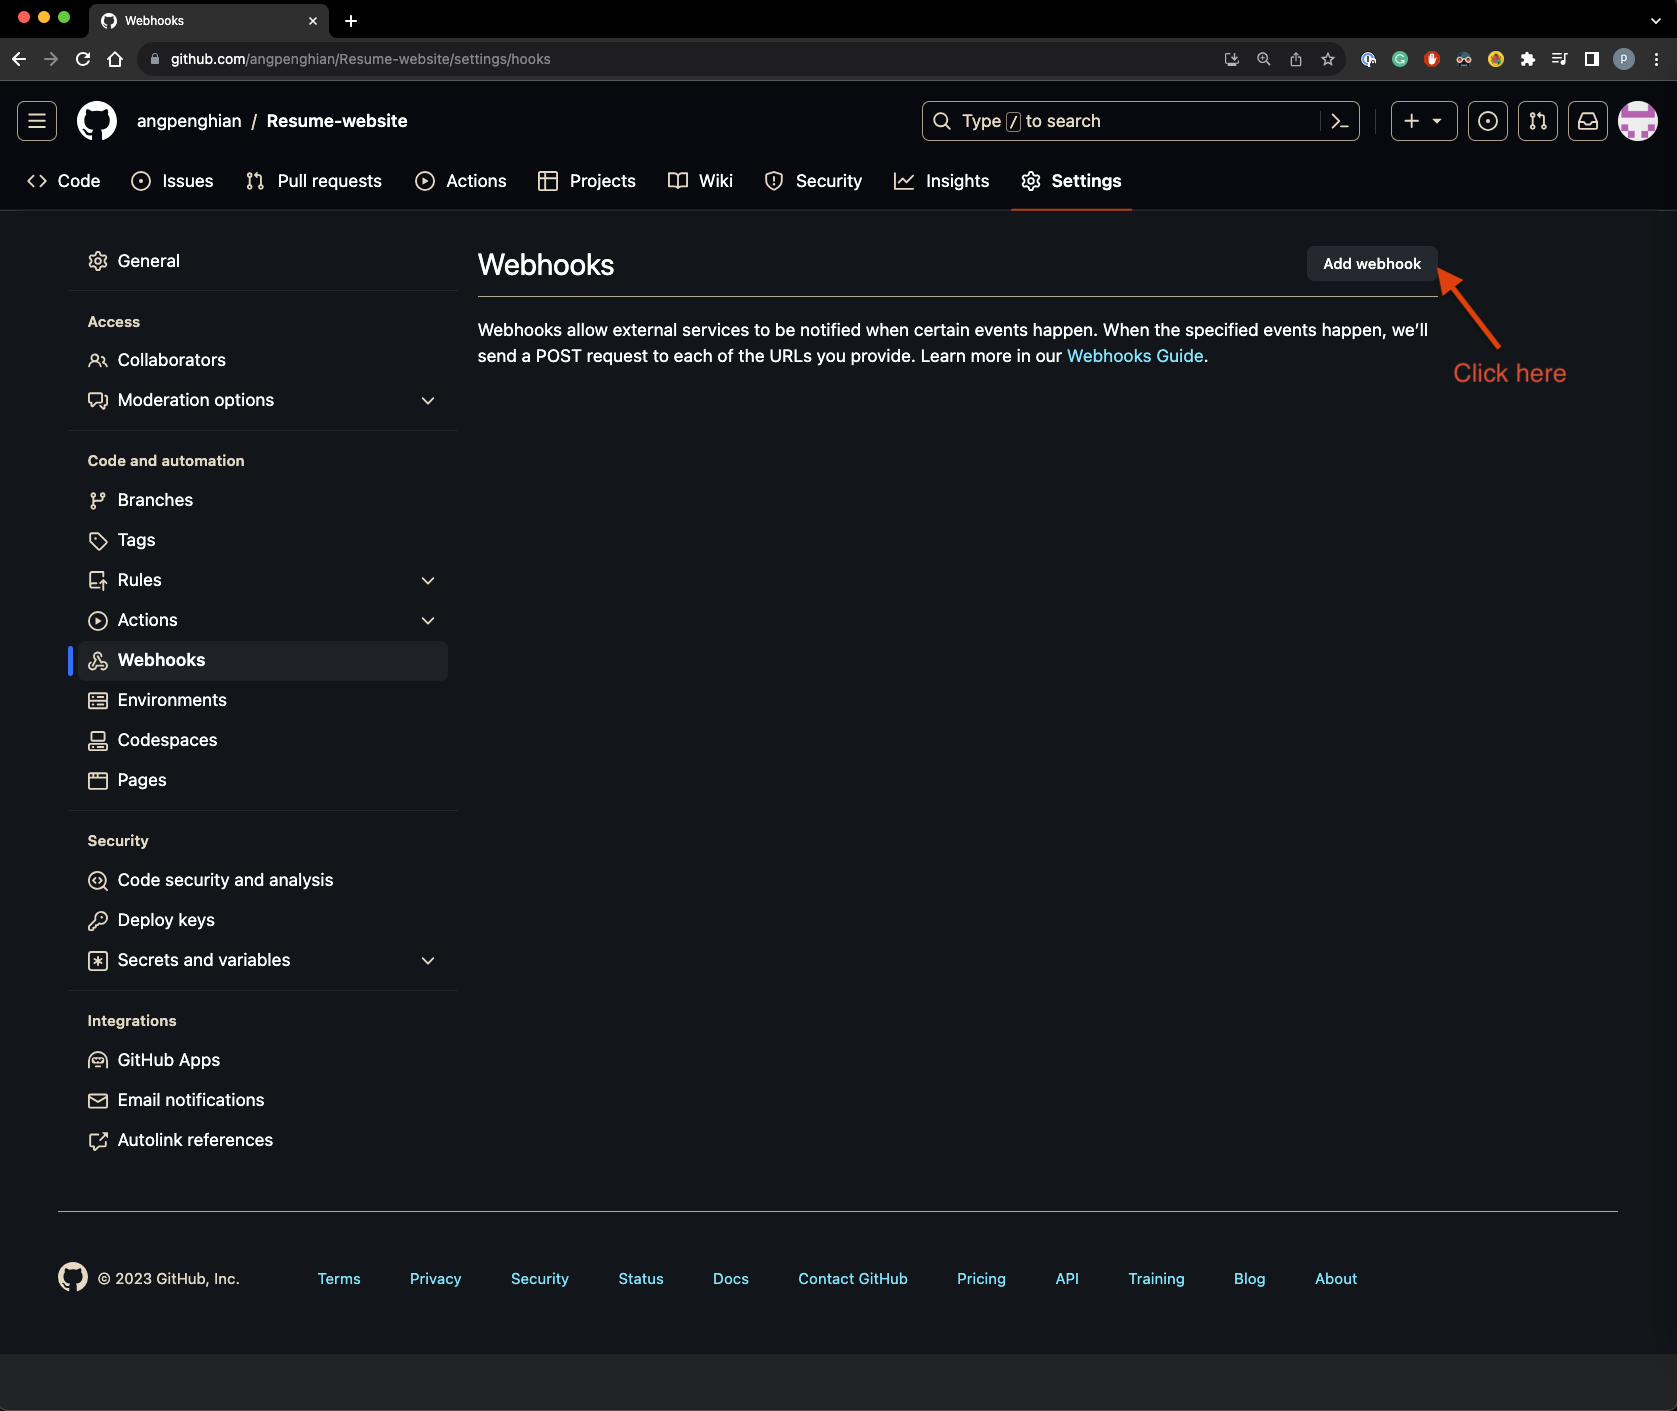 Webhooks
github.com/angpenghian/Resume-website/settings/hooks
P
angpenghian / Resume-website
Type / to search
Code Issues Pull requests Actions Projects Wiki Security Insights Settings
General
Access
Collaborators
Moderation options
Code and automation
Branches
Tags
Rules
Actions
Webhooks
Environments
Codespaces
Pages
Security
Code security and analysis
Deploy keys
Secrets and variables
Integrations
GitHub Apps
Email notifications
Autolink references
Webhooks
Add webhook
Webhooks allow external services to be notified when certain events happen. When the specified events happen, we’ll
send a POST request to each of the URLs you provide. Learn more in our Webhooks Guide.
Click here
© 2023 GitHub, Inc. Terms Privacy Security Status Docs Contact GitHub Pricing API Training Blog About